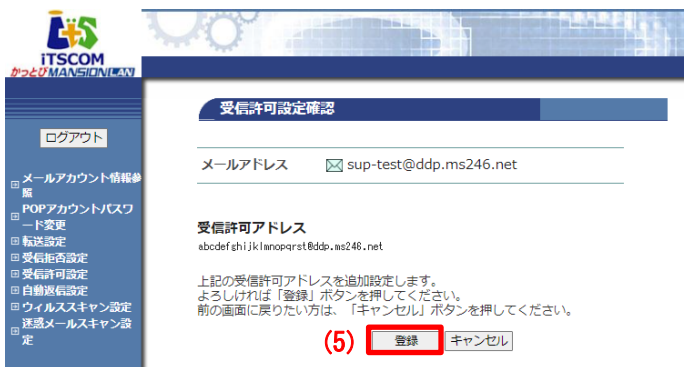 iTSCOM
かっとびMANSIONLAN
ログアウト
メールアカウント情報参
照
POPアカウントパスワ
ード変更
転送設定
受信拒否設定
受信許可設定
自動返信設定
ウィルススキャン設定
迷惑メールスキャン設
定
受信許可設定確認
メールアドレス sup-test@ddp.ms246.net
受信許可アドレス
abcdefghijklmnopqrst@ddp.ms246.net
上記の受信許可アドレスを追加設定します。
よろしければ「登録」ボタンを押してください。
前の画面に戻りたい方は、「キャンセル」ボタンを押してください。
(5) 登録 キャンセル